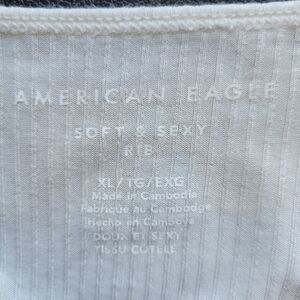 AMERICAN EAGLE
SOFT & SEXY
RIB
XL/TG/EXG
Made in Cambodia
Fabriqué au Cambodge
Hecho en Camboya
DOUX ET SEXY
TISSU CÔTELÉ